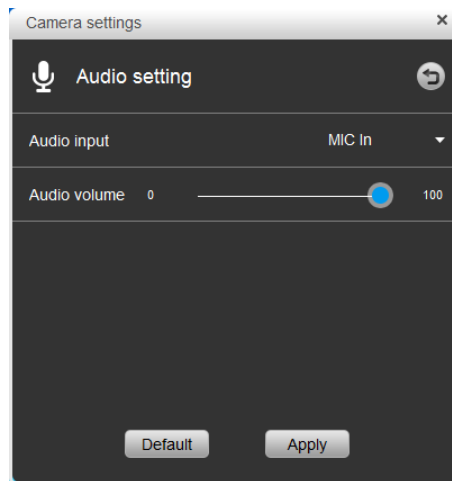 Camera settings ×
Audio setting
Audio input MIC In
Audio volume 0 100
Default Apply